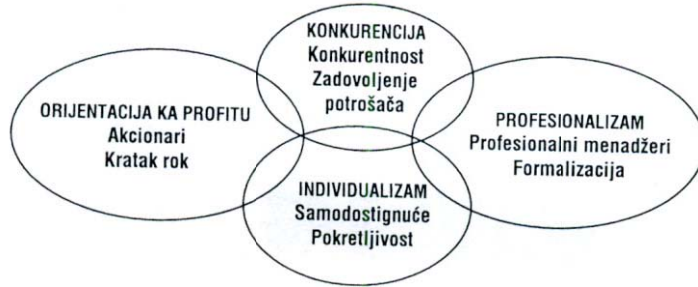 KONKURENCIJA
Konkurentnost
Zadovoljenje
potrošača
ORIJENTACIJA KA PROFITU
Akcionari
Kratak rok
PROFESIONALIZAM
Profesionalni menadžeri
Formalizacija
INDIVIDUALIZAM
Samodostignuće
Pokretljivost